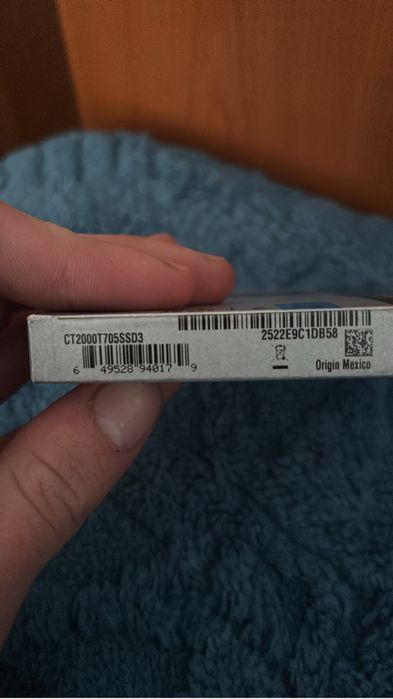 CT2000T705SSD3
6 49528 94017 9
2522E9C1DB58
Origin Mexico